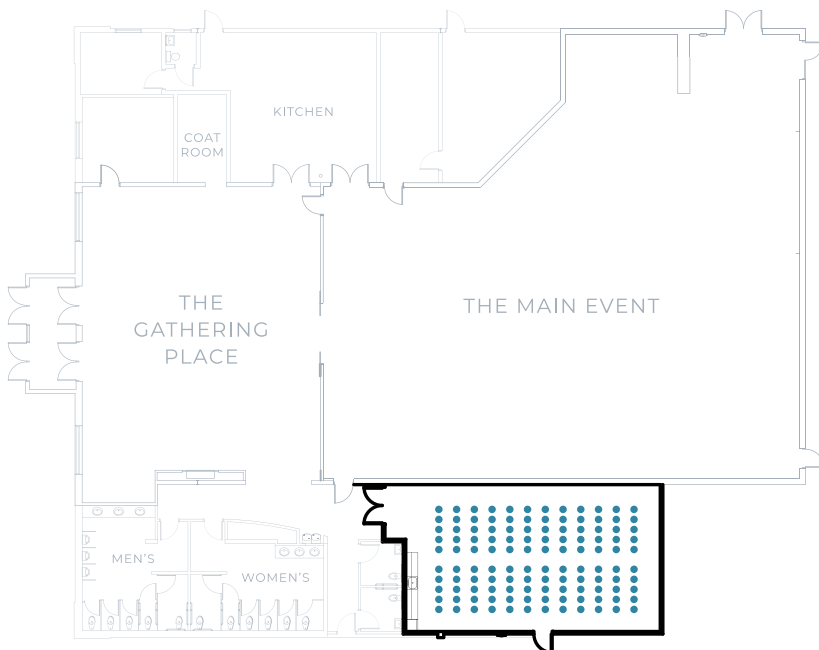 KITCHEN
COAT
ROOM
THE
GATHERING
PLACE
THE MAIN EVENT
MEN'S
WOMEN'S